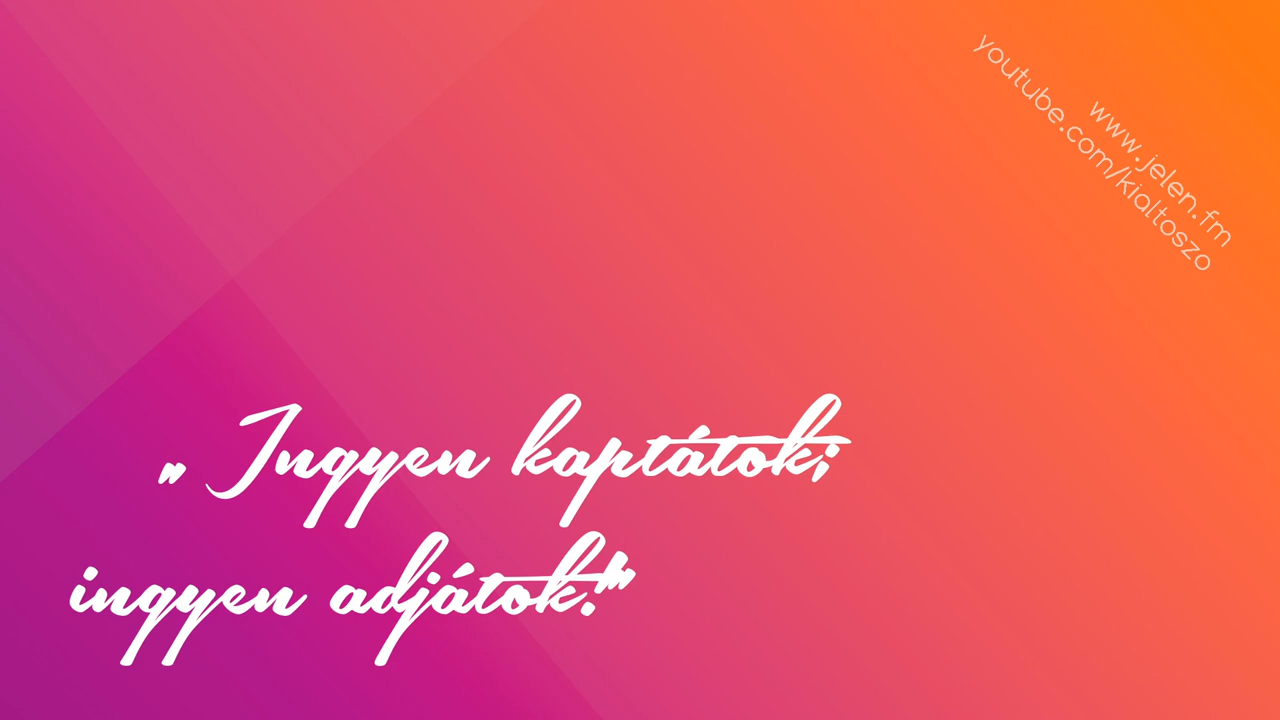 youtube.com/kialtoszo
www.jelen.fm
„Ingyen kaptátok;
ingyen adjátok!”